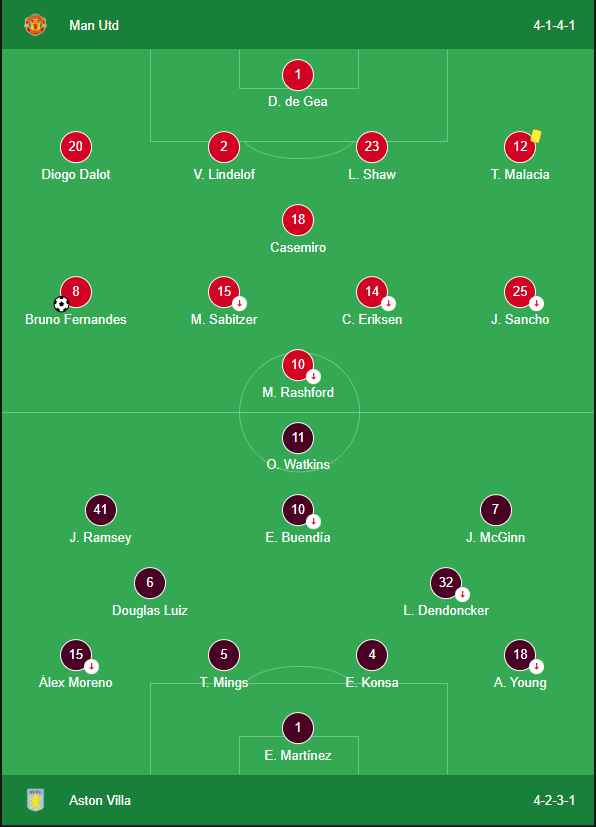 Man Utd 4-1-4-1
1
D. de Gea
20 2 23 12
Diogo Dalot V. Lindelof L. Shaw T. Malacia
18
Casemiro
8 15 14 25
Bruno Fernandes M. Sabitzer C. Eriksen J. Sancho
10
M. Rashford
11
O. Watkins
41 10 7
J. Ramsey E. Buendía J. McGinn
6 32
Douglas Luiz L. Dendoncker
15 5 4 18
Álex Moreno T. Mings E. Konsa A. Young
1
E. Martínez
Aston Villa 4-2-3-1